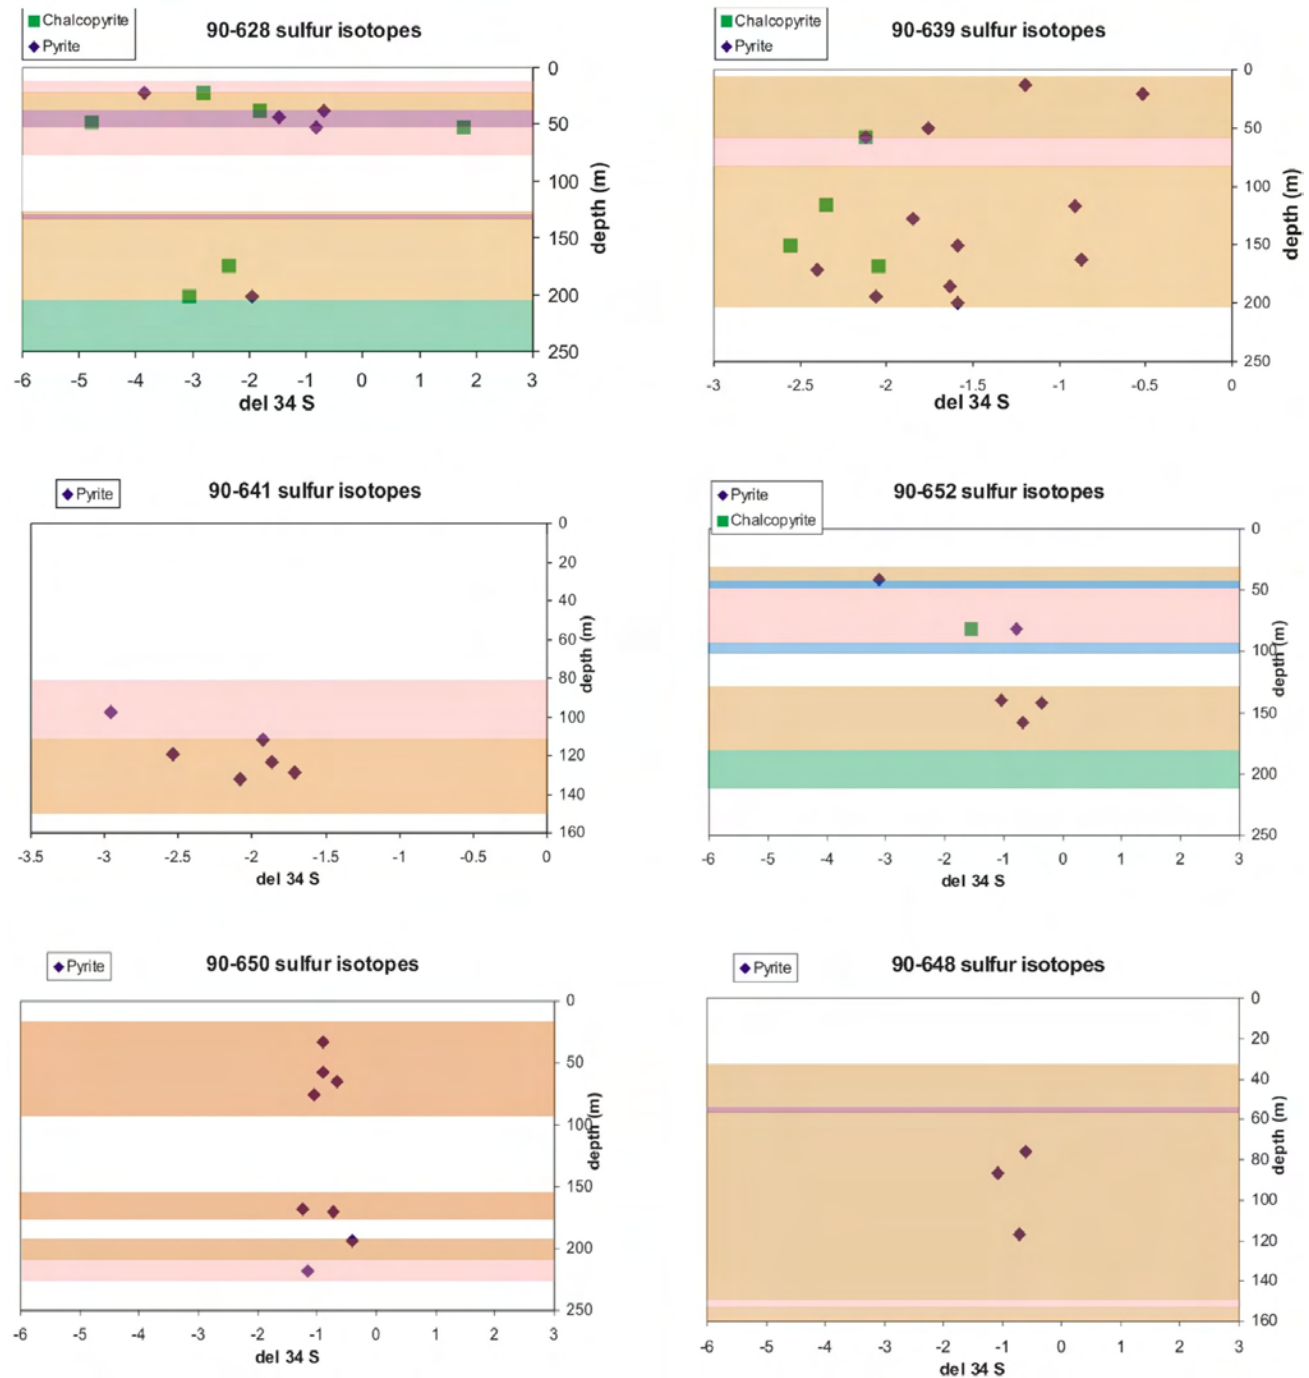 Chalcopyrite
Pyrite
90-628 sulfur isotopes
0
50
100
150
200
250
depth (m)
-6 -5 -4 -3 -2 -1 0 1 2 3
del 34 S
Chalcopyrite
Pyrite
90-639 sulfur isotopes
0
50
100
150
200
250
depth (m)
-3 -2.5 -2 -1.5 -1 -0.5 0
del 34 S
Pyrite
90-641 sulfur isotopes
0
20
40
60
80
100
120
140
160
depth (m)
-3.5 -3 -2.5 -2 -1.5 -1 -0.5 0
del 34 S
Pyrite
Chalcopyrite
90-652 sulfur isotopes
0
50
100
150
200
250
depth (m)
-6 -5 -4 -3 -2 -1 0 1 2 3
del 34 S
Pyrite
90-650 sulfur isotopes
0
50
100
150
200
250
depth (m)
-6 -5 -4 -3 -2 -1 0 1 2 3
del 34 S
Pyrite
90-648 sulfur isotopes
0
20
40
60
80
100
120
140
160
depth (m)
-6 -5 -4 -3 -2 -1 0 1 2 3
del 34 S